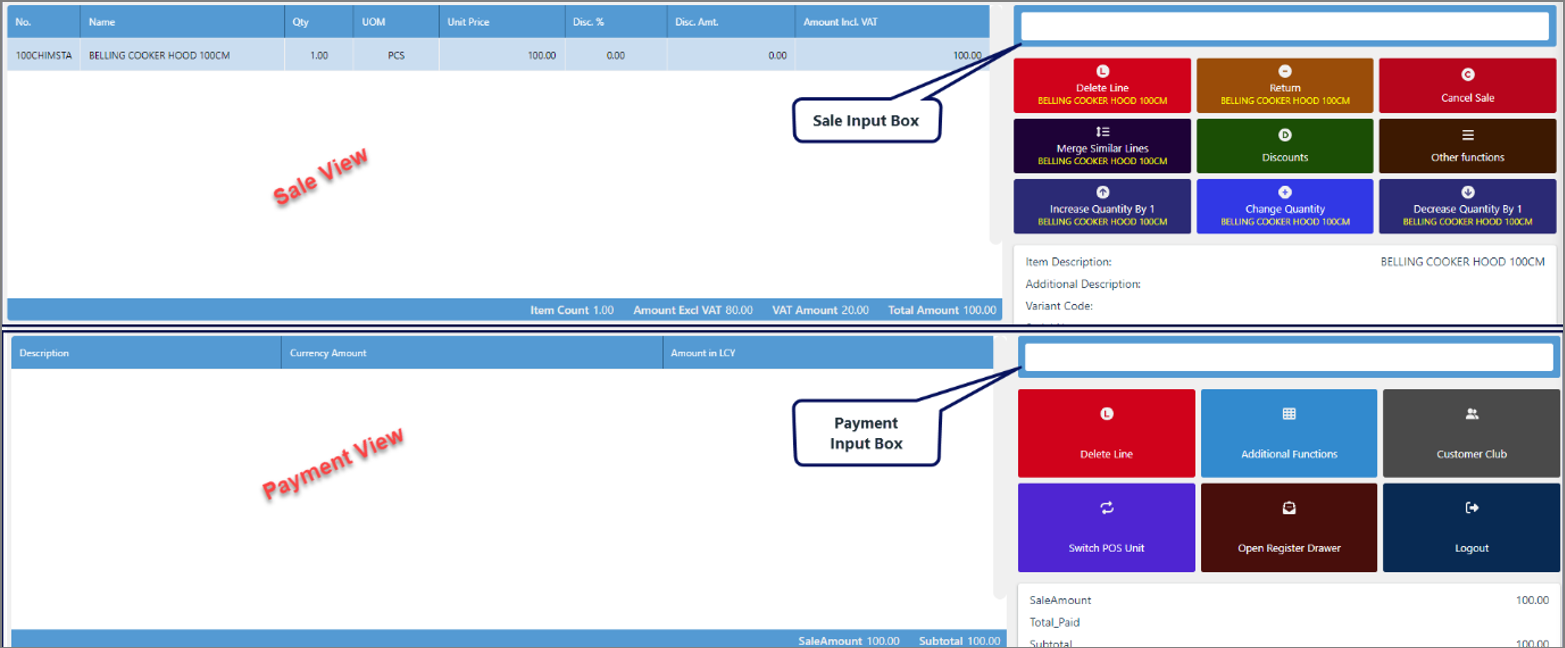 No. Name Qty UOM Unit Price Disc. % Disc. Amt. Amount Incl. VAT
100CHIMSTA BELLING COOKER HOOD 100CM 1.00 PCS 100.00 0.00 0.00 100.00
Sale View
Item Count 1.00 Amount Excl VAT 80.00 VAT Amount 20.00 Total Amount 100.00
Sale Input Box
Delete Line
BELLING COOKER HOOD 100CM
Return
BELLING COOKER HOOD 100CM
Cancel Sale
Merge Similar Lines
BELLING COOKER HOOD 100CM
Discounts
Other functions
Increase Quantity By 1
BELLING COOKER HOOD 100CM
Change Quantity
BELLING COOKER HOOD 100CM
Decrease Quantity By 1
BELLING COOKER HOOD 100CM
Item Description: BELLING COOKER HOOD 100CM
Additional Description:
Variant Code:
Description Currency Amount Amount in LCY
Payment View
SaleAmount 100.00 Subtotal 100.00
Payment
Input Box
Delete Line
Additional Functions
Customer Club
Switch POS Unit
Open Register Drawer
Logout
SaleAmount 100.00
Total_Paid
Subtotal 100.00